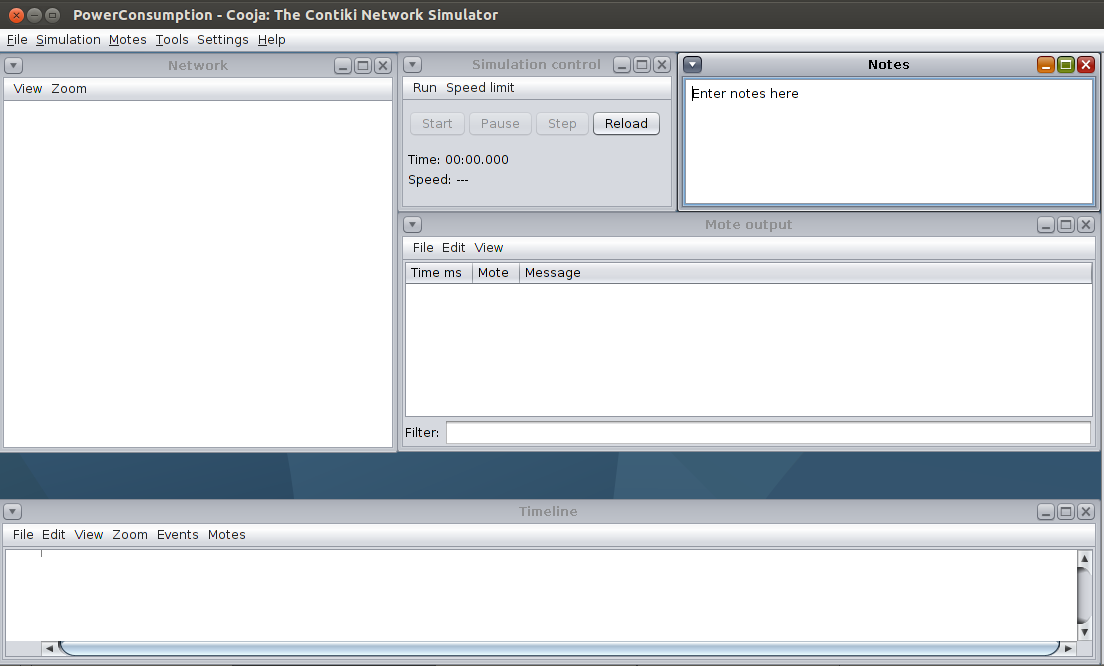 PowerConsumption - Cooja: The Contiki Network Simulator
File Simulation Motes Tools Settings Help
Network
View Zoom
Simulation control
Run Speed limit
Start Pause Step Reload
Time: 00:00.000
Speed: ---
Notes
Enter notes here
Mote output
File Edit View
Time ms Mote Message
Filter:
Timeline
File Edit View Zoom Events Motes